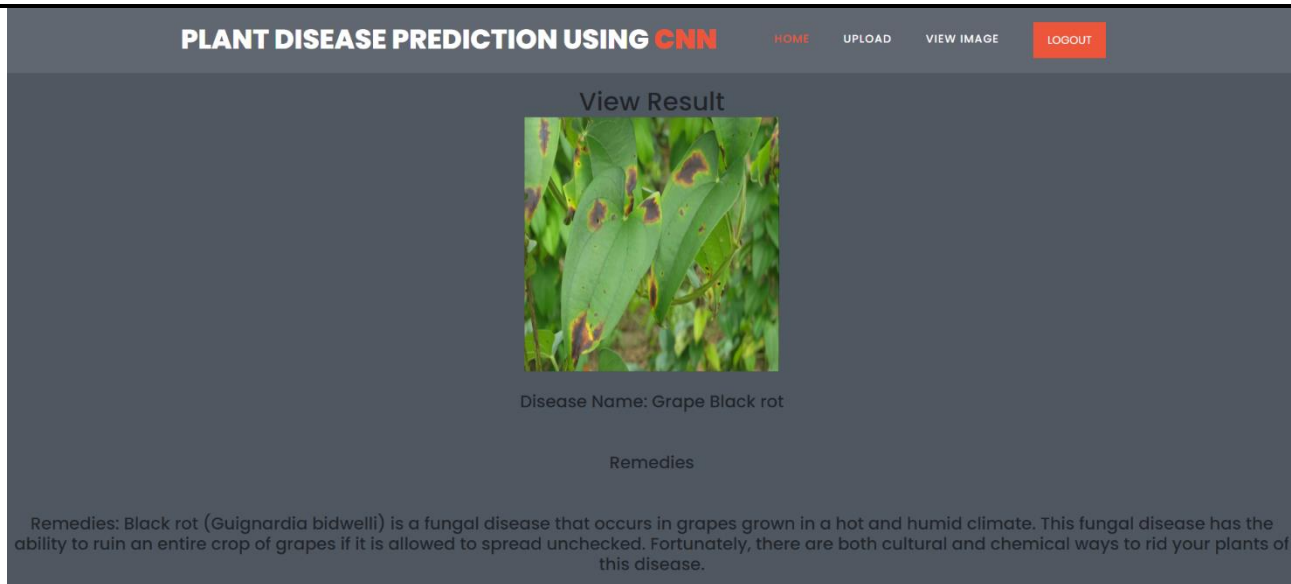 PLANT DISEASE PREDICTION USING CNN
HOME
UPLOAD
VIEW IMAGE
LOGOUT
View Result
Disease Name: Grape Black rot
Remedies
Remedies: Black rot (Guignardia bidwelli) is a fungal disease that occurs in grapes grown in a hot and humid climate. This fungal disease has the
ability to ruin an entire crop of grapes if it is allowed to spread unchecked. Fortunately, there are both cultural and chemical ways to rid your plants of
this disease.